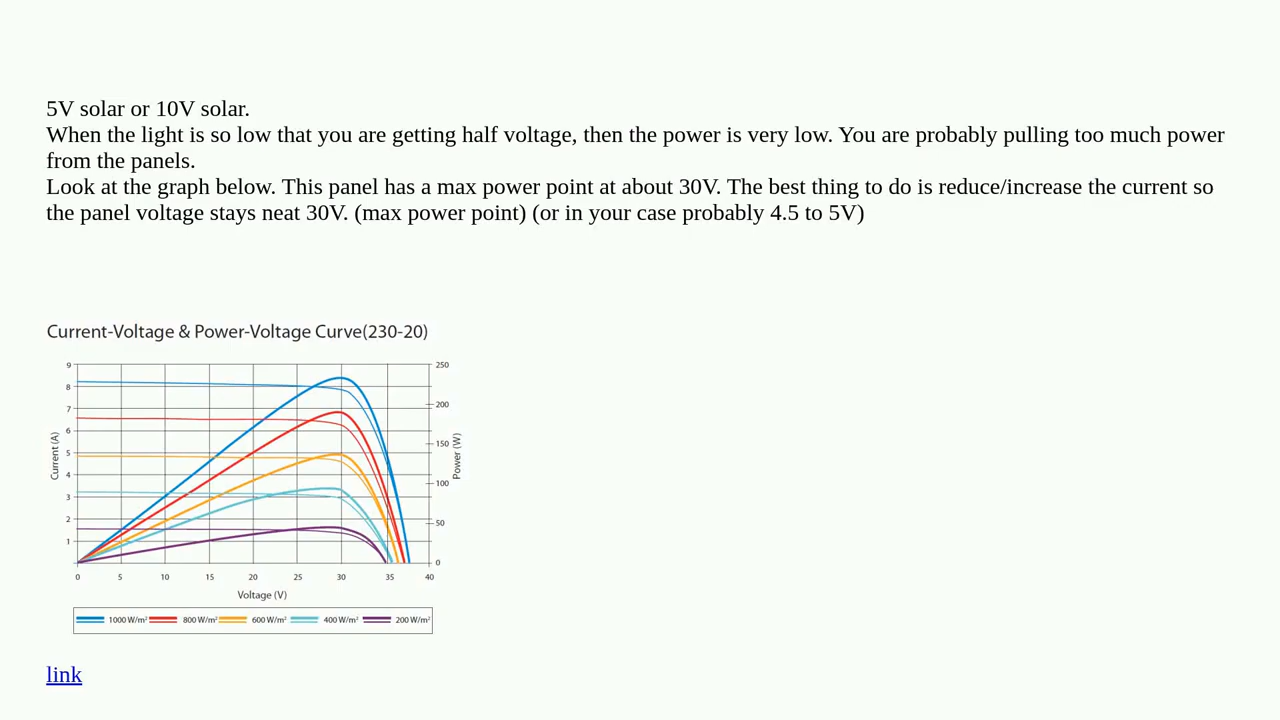 5V solar or 10V solar.
When the light is so low that you are getting half voltage, then the power is very low. You are probably pulling too much power
from the panels.
Look at the graph below. This panel has a max power point at about 30V. The best thing to do is reduce/increase the current so
the panel voltage stays neat 30V. (max power point) (or in your case probably 4.5 to 5V)
Current-Voltage & Power-Voltage Curve(230-20)
9 250
8
200
7
6
150
5
4
100
3
2 50
1
0
Current (A)
Power (W)
0 5 10 15 20 25 30 35 40
Voltage (V)
1000 W/m² 800 W/m² 600 W/m² 400 W/m² 200 W/m²
link